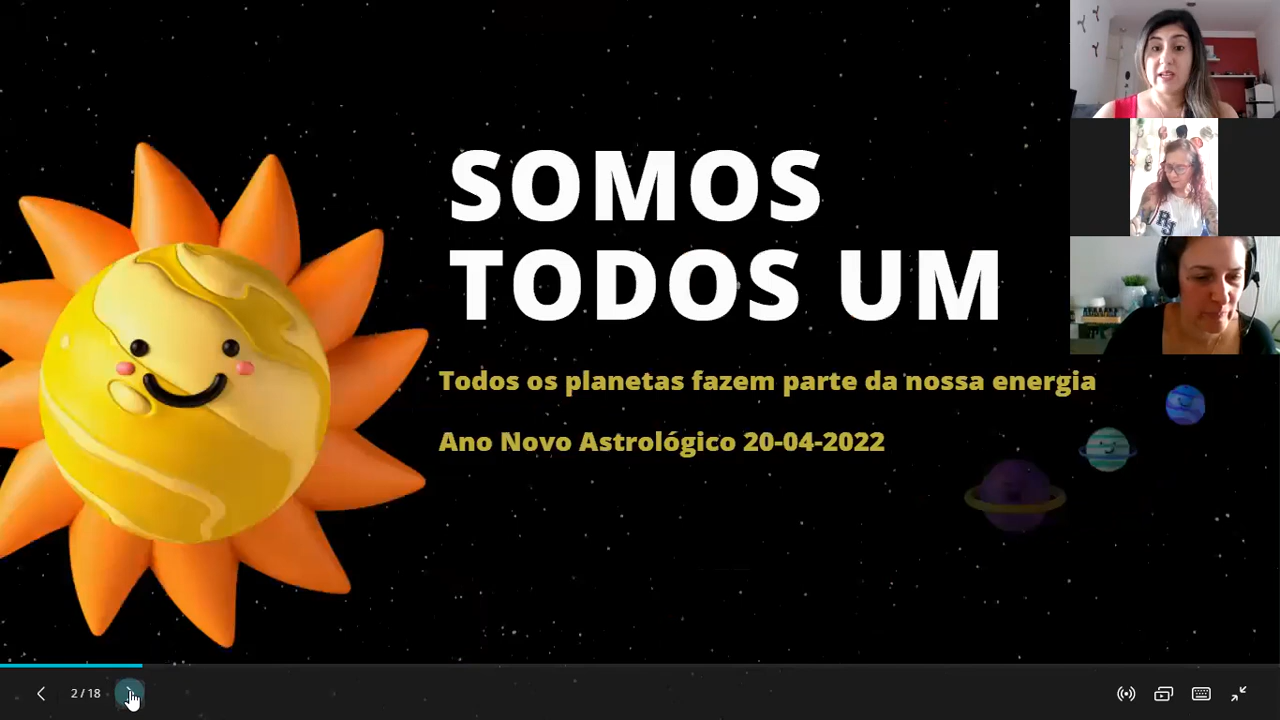 SOMOS
TODOS UM
Todos os planetas fazem parte da nossa energia
Ano Novo Astrológico 20-04-2022
RJ
2 / 18